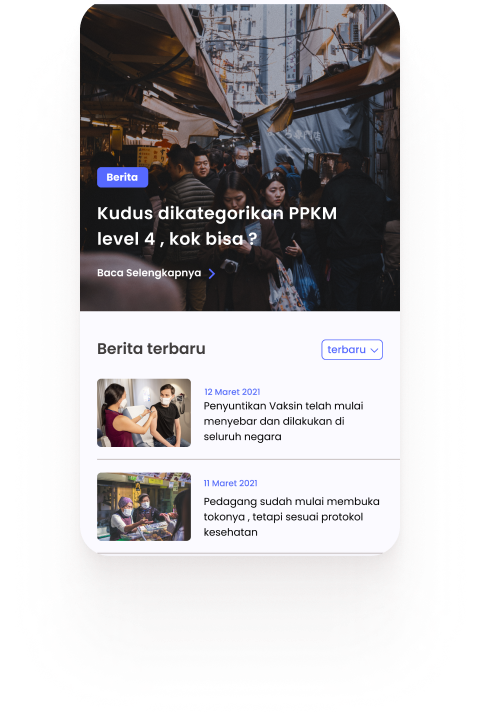 Berita
Kudus dikategorikan PPKM
level 4 , kok bisa ?
Baca Selengkapnya
Berita terbaru
terbaru
12 Maret 2021
Penyuntikan Vaksin telah mulai
menyebar dan dilakukan di
seluruh negara
11 Maret 2021
Pedagang sudah mulai membuka
tokonya , tetapi sesuai protokol
kesehatan